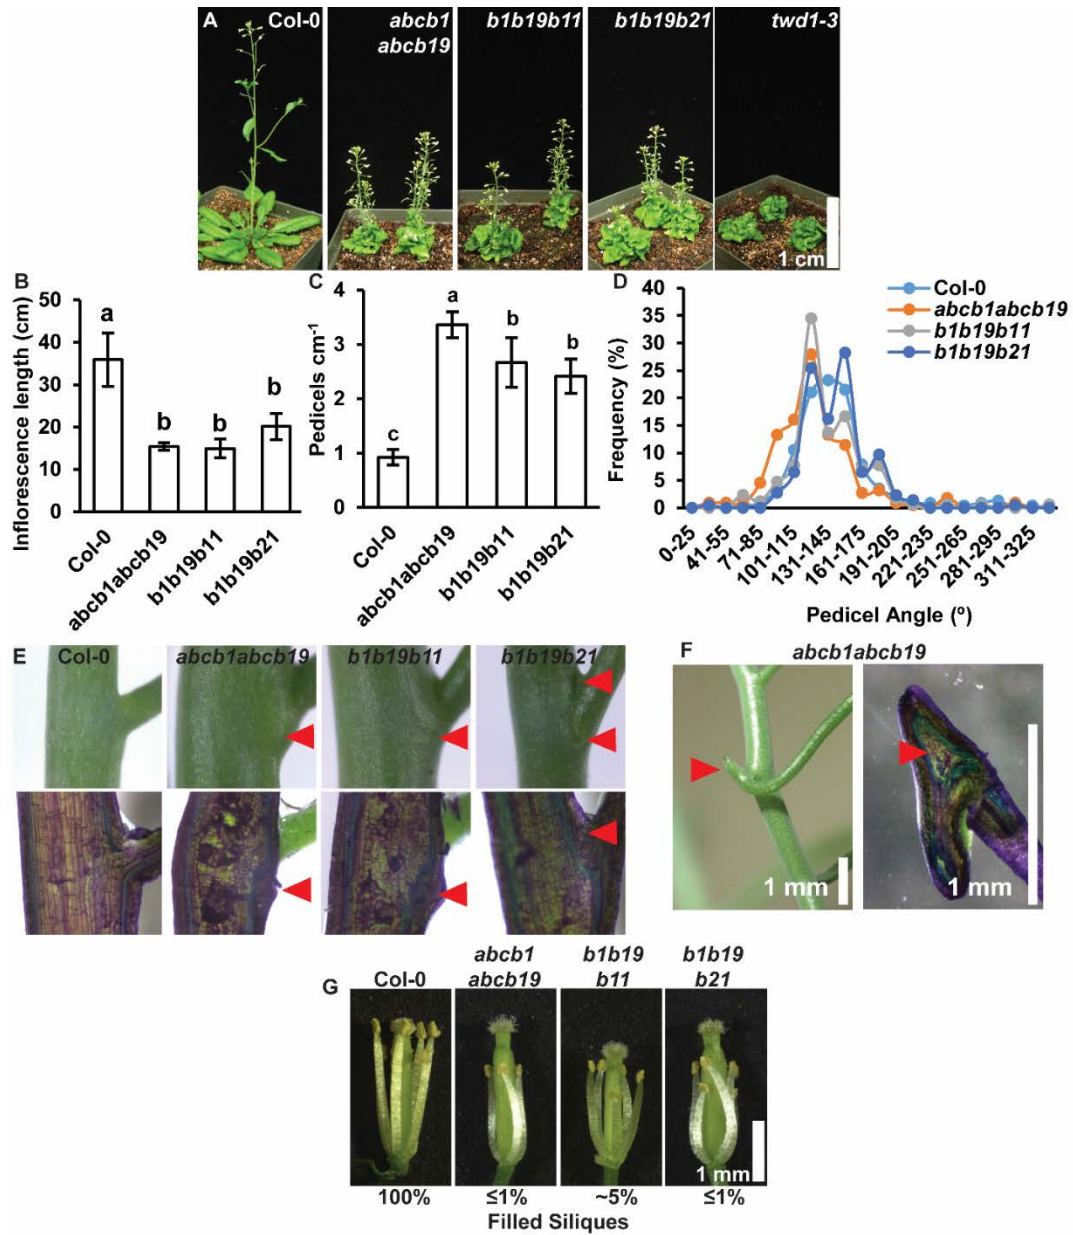 A Col-0 abcb1 b1b19b11 b1b19b21 twd1-3
abcb19
1 cm
B
Inflorescence length (cm)
50
40
30
20
10
0
a
b
b
b
Col-0
abcb1abcb19
b1b19b11
b1b19b21
C
Pedicels cm-1
5
4
3
2
1
0
c
a
b
b
Col-0
abcb1abcb19
b1b19b11
b1b19b21
D
Frequency (%)
40
35
30
25
20
15
10
5
0
Col-0
abcb1abcb19
b1b19b11
b1b19b21
0-25
41-55
71-85
101-115
131-145
161-175
191-205
221-235
251-265
281-295
311-325
Pedicel Angle (º)
E Col-0 abcb1abcb19 b1b19b11 b1b19b21
F
abcb1abcb19
1 mm
1 mm
G
Col-0
abcb1
abcb19
b1b19
b11
b1b19
b21
1 mm
100% ≤1% ~5% ≤1%
Filled Siliques